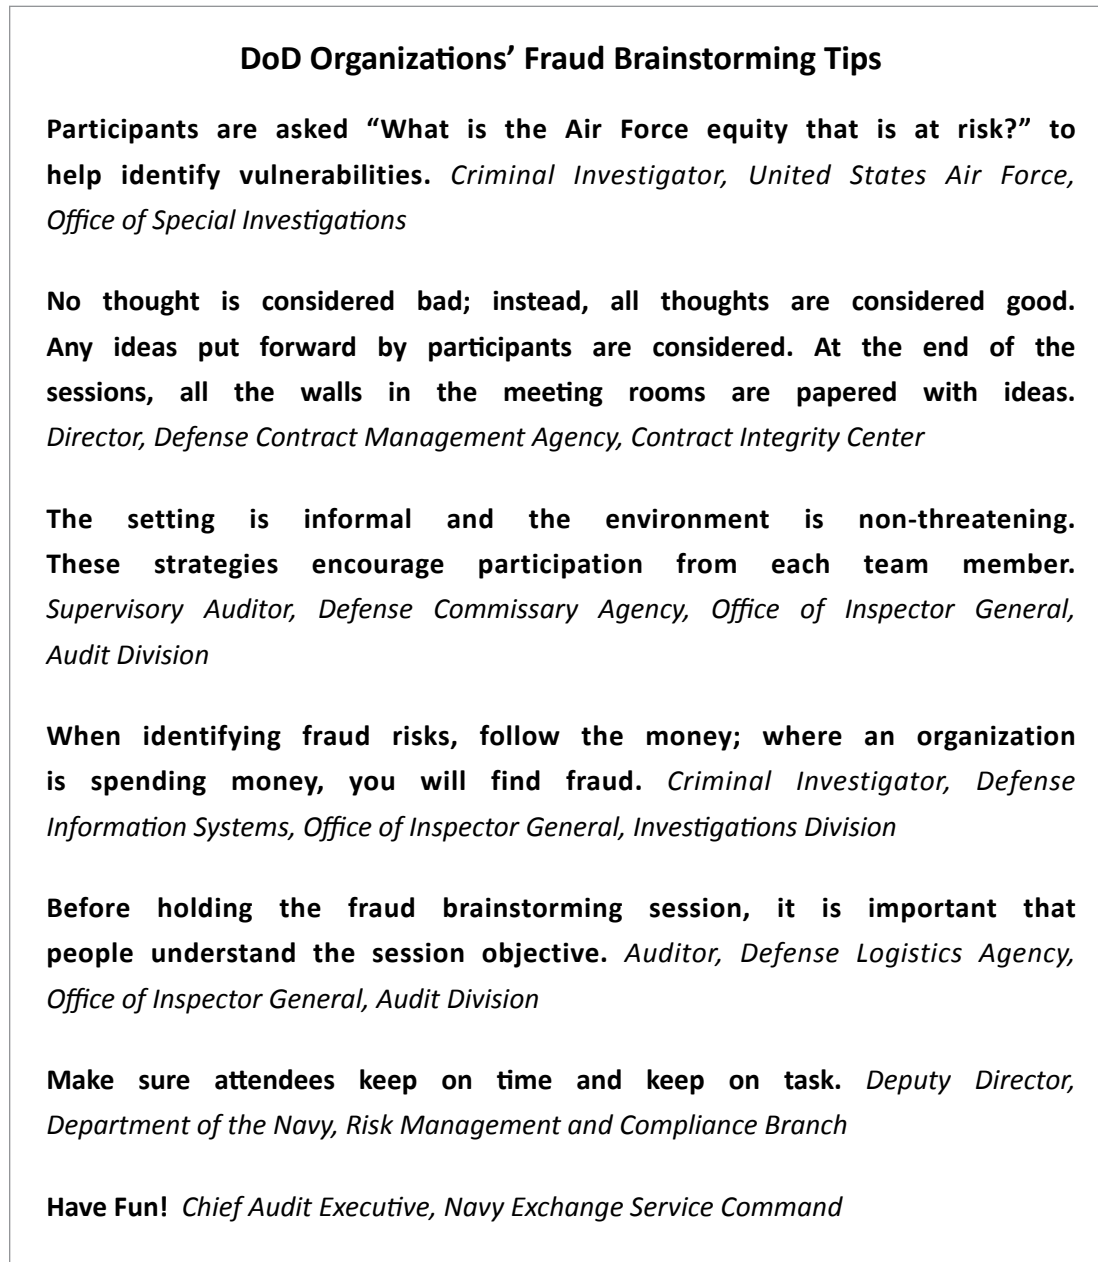 DoD Organizations’ Fraud Brainstorming Tips
Participants are asked “What is the Air Force equity that is at risk?” to
help identify vulnerabilities. Criminal Investigator, United States Air Force,
Office of Special Investigations
No thought is considered bad; instead, all thoughts are considered good.
Any ideas put forward by participants are considered. At the end of the
sessions, all the walls in the meeting rooms are papered with ideas.
Director, Defense Contract Management Agency, Contract Integrity Center
The setting is informal and the environment is non-threatening.
These strategies encourage participation from each team member.
Supervisory Auditor, Defense Commissary Agency, Office of Inspector General,
Audit Division
When identifying fraud risks, follow the money; where an organization
is spending money, you will find fraud. Criminal Investigator, Defense
Information Systems, Office of Inspector General, Investigations Division
Before holding the fraud brainstorming session, it is important that
people understand the session objective. Auditor, Defense Logistics Agency,
Office of Inspector General, Audit Division
Make sure attendees keep on time and keep on task. Deputy Director,
Department of the Navy, Risk Management and Compliance Branch
Have Fun! Chief Audit Executive, Navy Exchange Service Command